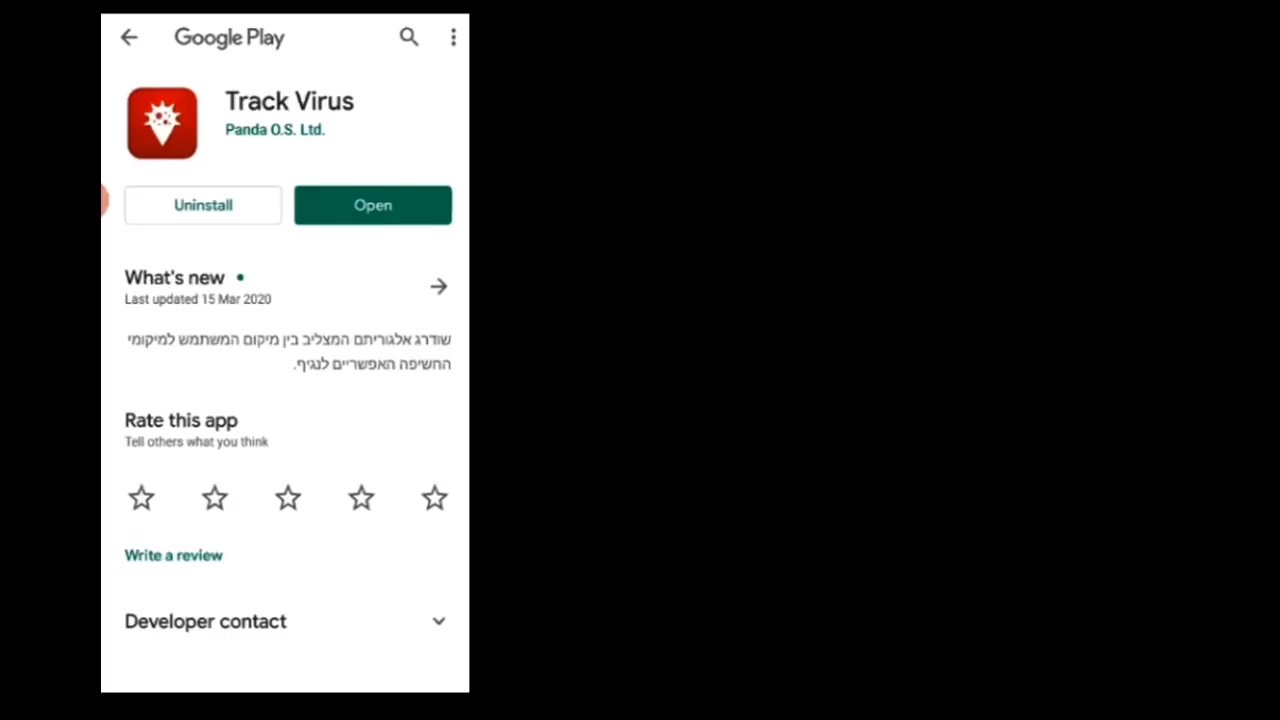 Google Play
Track Virus
Panda O.S. Ltd.
Uninstall
Open
What's new
Last updated 15 Mar 2020
שודרג אלגוריתם המצליב בין מיקום המשתמש למיקומי
החשיפה האפשריים לנגיף.
Rate this app
Tell others what you think
Write a review
Developer contact